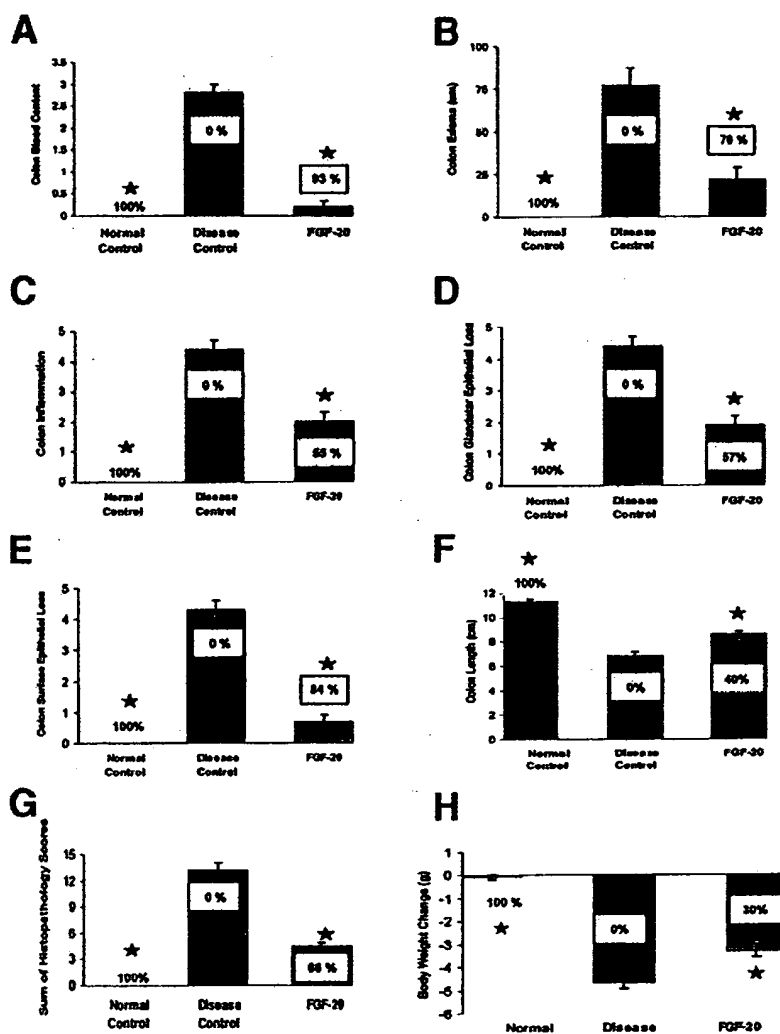 A
Colon Blood Content
3.5
3
2.5
2
1.5
1
0.5
0
100%
0 %
93 %
Normal Control
Disease Control
FGF-20
B
Colon Edema (um)
100
75
50
25
0
100%
0 %
Normal Control
Disease Control
FGF-20
C
Colon Inflammation
5
4
3
2
1
0
100%
0 %
Normal Control
Disease Control
FGF-20
D
Colon Glandular Epithelial Loss
5
4
3
2
1
0
100%
0 %
57%
Normal Control
Disease Control
FGF-20
E
Colon Surface Epithelial Loss
5
4
3
2
1
0
100%
0 %
84 %
Normal Control
Disease Control
FGF-20
F
Colon Length (cm)
12
10
8
6
4
2
0
100%
0%
40%
Normal Control
Disease Control
FGF-20
G
Sum of Histopathology Scores
15
12
9
6
3
0
100%
0 %
66 %
Normal Control
Disease Control
FGF-20
H
Body Weight Change (g)
1
0
-1
-2
-3
-4
-5
-6
100 %
0%
30%
Normal
Disease
FGF-20